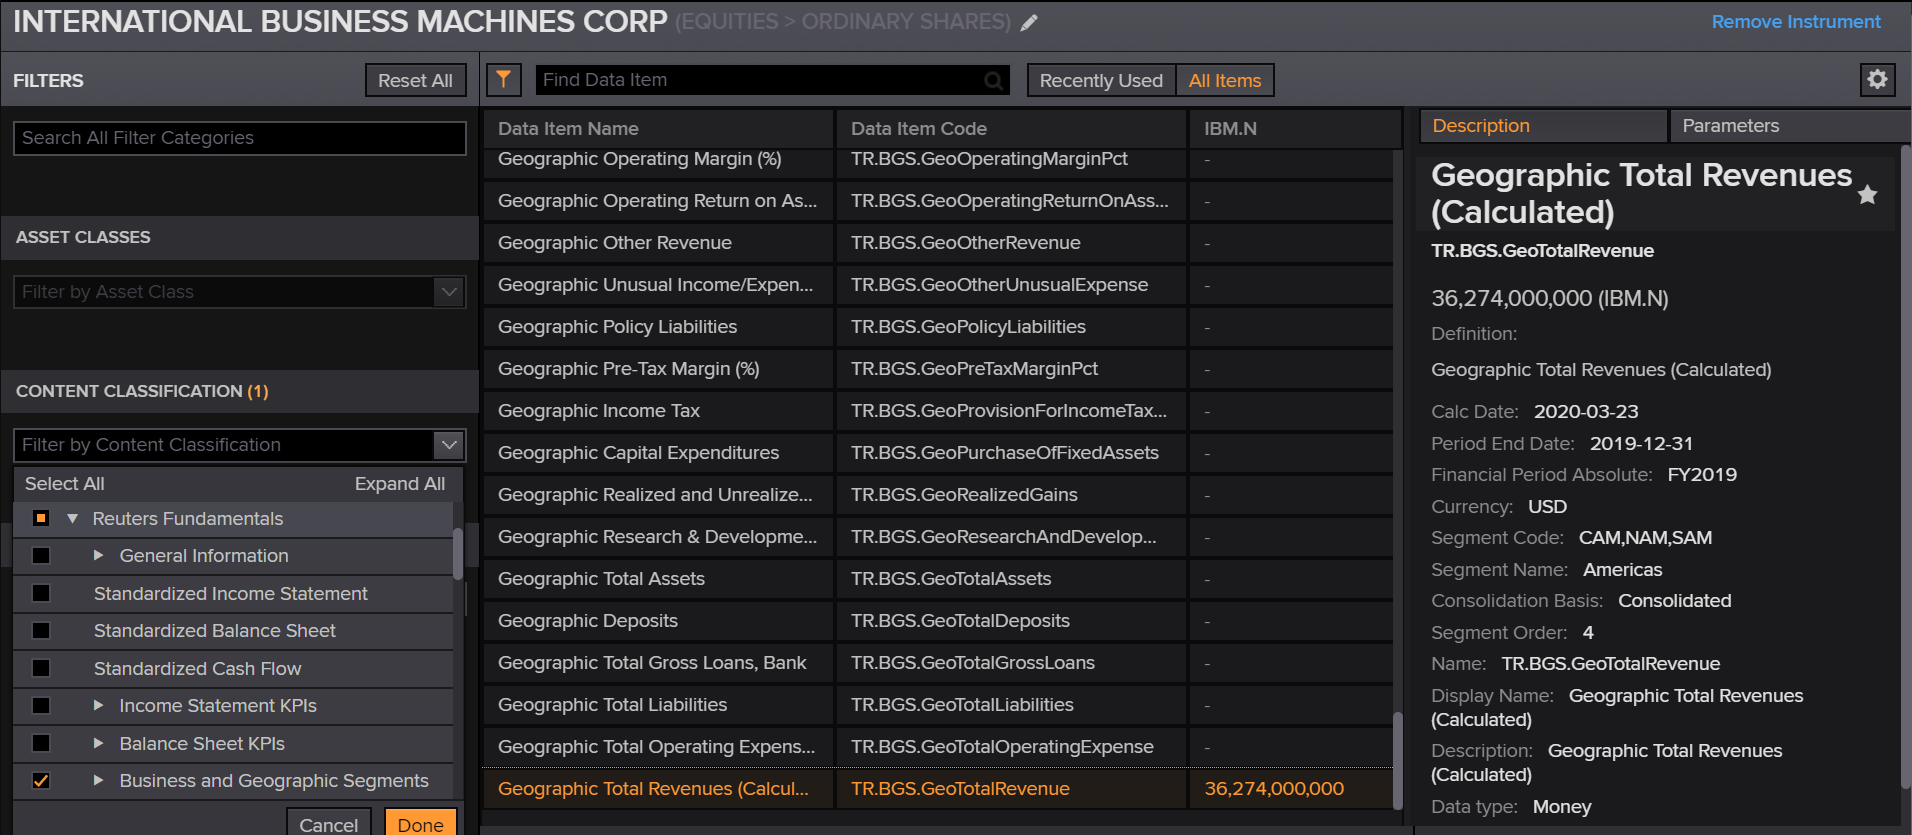 INTERNATIONAL BUSINESS MACHINES CORP (EQUITIES > ORDINARY SHARES)
Remove Instrument
FILTERS
Reset All
Find Data Item
Recently Used
All Items
Search All Filter Categories
ASSET CLASSES
Filter by Asset Class
CONTENT CLASSIFICATION (1)
Filter by Content Classification
Select All
Expand All
Reuters Fundamentals
General Information
Standardized Income Statement
Standardized Balance Sheet
Standardized Cash Flow
Income Statement KPIs
Balance Sheet KPIs
Business and Geographic Segments
Cancel
Done
Data Item Name Data Item Code IBM.N
Geographic Operating Margin (%) TR.BGS.GeoOperatingMarginPct -
Geographic Operating Return on As... TR.BGS.GeoOperatingReturnOnAss... -
Geographic Other Revenue TR.BGS.GeoOtherRevenue -
Geographic Unusual Income/Expen... TR.BGS.GeoOtherUnusualExpense -
Geographic Policy Liabilities TR.BGS.GeoPolicyLiabilities -
Geographic Pre-Tax Margin (%) TR.BGS.GeoPreTaxMarginPct -
Geographic Income Tax TR.BGS.GeoProvisionForIncomeTax... -
Geographic Capital Expenditures TR.BGS.GeoPurchaseOfFixedAssets -
Geographic Realized and Unrealize... TR.BGS.GeoRealizedGains -
Geographic Research & Developme... TR.BGS.GeoResearchAndDevelop... -
Geographic Total Assets TR.BGS.GeoTotalAssets -
Geographic Deposits TR.BGS.GeoTotalDeposits -
Geographic Total Gross Loans, Bank TR.BGS.GeoTotalGrossLoans -
Geographic Total Liabilities TR.BGS.GeoTotalLiabilities -
Geographic Total Operating Expens... TR.BGS.GeoTotalOperatingExpense -
Geographic Total Revenues (Calcul... TR.BGS.GeoTotalRevenue 36,274,000,000
Description
Parameters
Geographic Total Revenues
(Calculated)
TR.BGS.GeoTotalRevenue
36,274,000,000 (IBM.N)
Definition:
Geographic Total Revenues (Calculated)
Calc Date: 2020-03-23
Period End Date: 2019-12-31
Financial Period Absolute: FY2019
Currency: USD
Segment Code: CAM,NAM,SAM
Segment Name: Americas
Consolidation Basis: Consolidated
Segment Order: 4
Name: TR.BGS.GeoTotalRevenue
Display Name: Geographic Total Revenues
(Calculated)
Description: Geographic Total Revenues
(Calculated)
Data type: Money